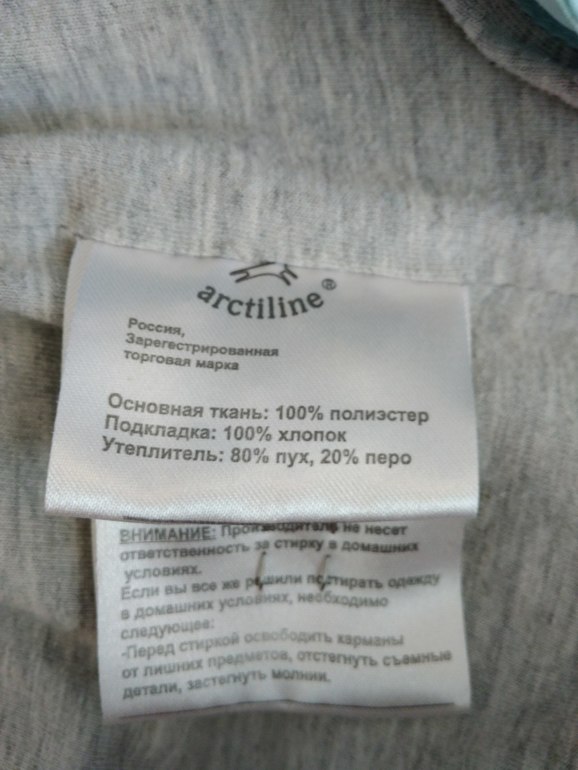 arctiline®
Россия,
Зарегестрированная
торговая марка
Основная ткань: 100% полиэстер
Подкладка: 100% хлопок
Утеплитель: 80% пух, 20% перо
ВНИМАНИЕ: Производитель не несет
ответственность за стирку в домашних
условиях.
Если вы все же решили постирать одежду
в домашних условиях, необходимо
следующее:
-Перед стиркой освободить карманы
от лишних предметов, отстегнуть съемные
детали, застегнуть молнии.